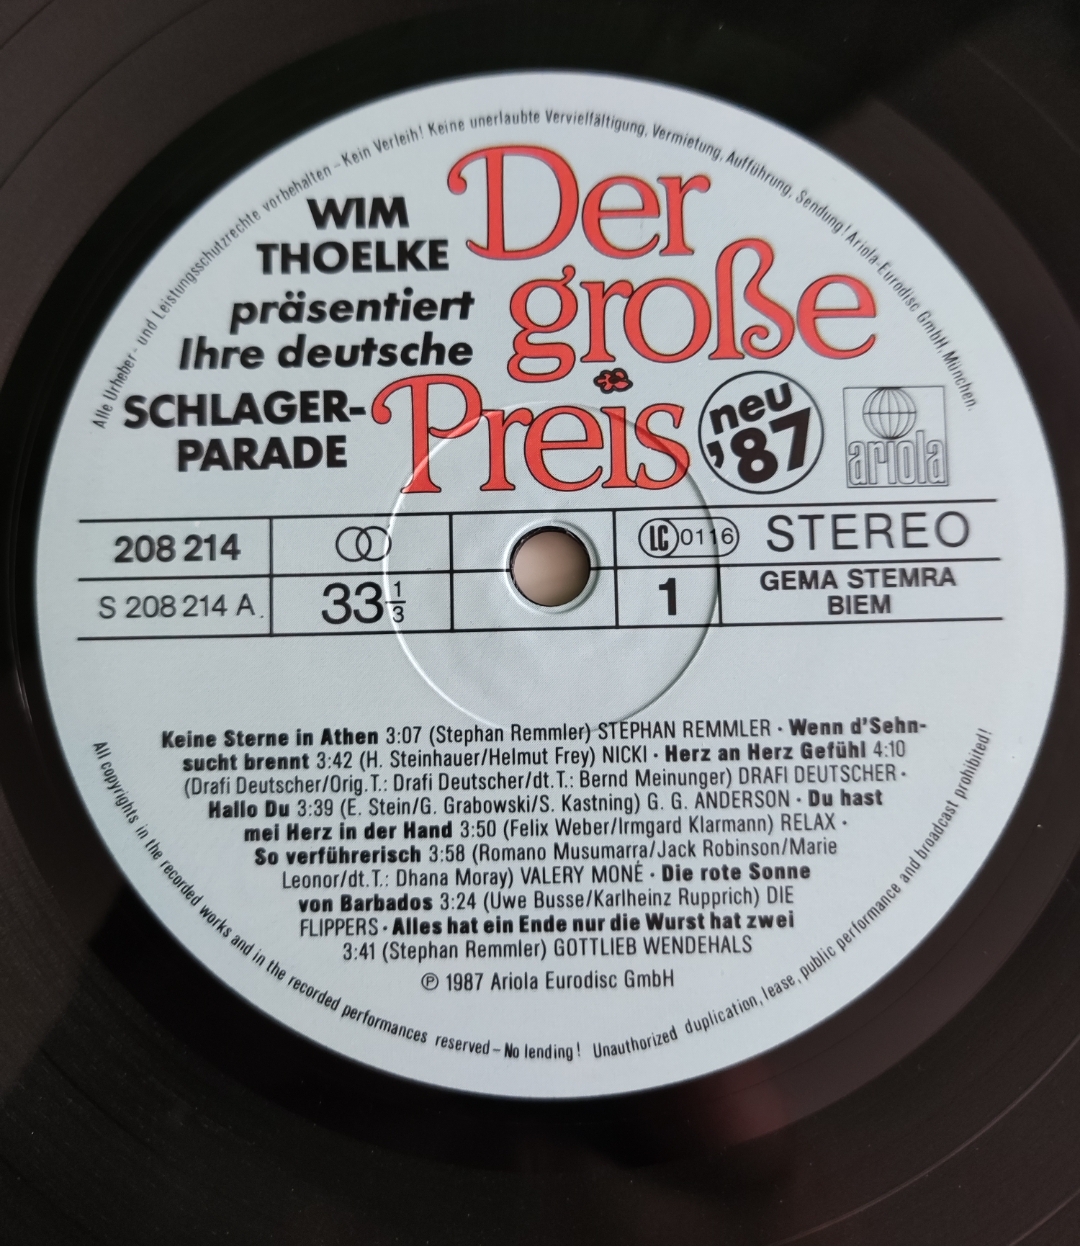 Alle Urheber- und Leistungsschutzrechte vorbehalten – Kein Verleih! Keine unerlaubte Vervielfältigung, Vermietung, Aufführung, Sendung! Ariola-Eurodisc GmbH, München.
WIM
THOELKE
präsentiert
Ihre deutsche
SCHLAGER-
PARADE
Der
große
Preis
neu
'87
ariola
208 214
LC 0116
STEREO
S 208 214 A
33 1/3
1
GEMA STEMRA
BIEM
Keine Sterne in Athen 3:07 (Stephan Remmler) STEPHAN REMMLER · Wenn d'Sehn-
sucht brennt 3:42 (H. Steinhauer/Helmut Frey) NICKI · Herz an Herz Gefühl 4:10
(Drafi Deutscher/Orig.T.: Drafi Deutscher/dt.T.: Bernd Meinunger) DRAFI DEUTSCHER ·
Hallo Du 3:39 (E. Stein/G. Grabowski/S. Kastning) G. G. ANDERSON · Du hast
mei Herz in der Hand 3:50 (Felix Weber/Irmgard Klarmann) RELAX ·
So verführerisch 3:58 (Romano Musumarra/Jack Robinson/Marie
Leonor/dt.T.: Dhana Moray) VALERY MONÉ · Die rote Sonne
von Barbados 3:24 (Uwe Busse/Karlheinz Rupprich) DIE
FLIPPERS · Alles hat ein Ende nur die Wurst hat zwei
3:41 (Stephan Remmler) GOTTLIEB WENDEHALS
℗ 1987 Ariola Eurodisc GmbH
All copyrights in the recorded works and in the recorded performances reserved – No lending! Unauthorized duplication, lease, public performance and broadcast prohibited!